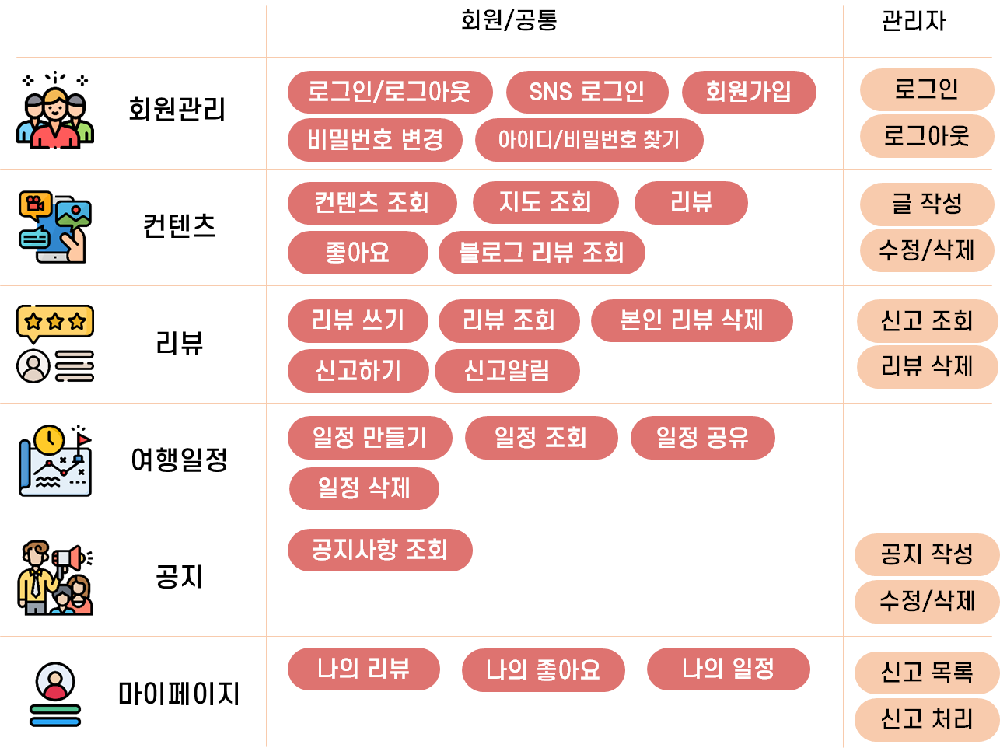 회원/공통 관리자
회원관리
로그인/로그아웃 SNS 로그인 회원가입
비밀번호 변경 아이디/비밀번호 찾기
로그인
로그아웃
컨텐츠
컨텐츠 조회 지도 조회 리뷰
좋아요 블로그 리뷰 조회
글 작성
수정/삭제
리뷰
리뷰 쓰기 리뷰 조회 본인 리뷰 삭제
신고하기 신고알림
신고 조회
리뷰 삭제
여행일정
일정 만들기 일정 조회 일정 공유
일정 삭제
공지
공지사항 조회
공지 작성
수정/삭제
마이페이지
나의 리뷰 나의 좋아요 나의 일정
신고 목록
신고 처리